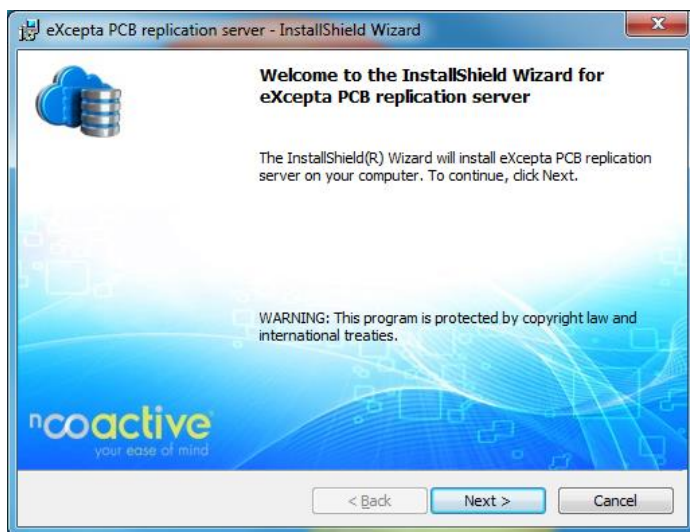 eXcepta PCB replication server - InstallShield Wizard
Welcome to the InstallShield Wizard for
eXcepta PCB replication server
The InstallShield(R) Wizard will install eXcepta PCB replication
server on your computer. To continue, click Next.
WARNING: This program is protected by copyright law and
international treaties.
ncoactive
your ease of mind
< Back
Next >
Cancel